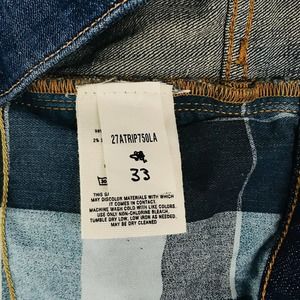 27ATRIP750LA
33
MAY DISCOLOR MATERIALS WITH WHICH
IT COMES IN CONTACT.
MACHINE WASH COLD WITH LIKE COLORS.
USE ONLY NON-CHLORINE BLEACH.
TUMBLE DRY LOW, LOW IRON AS NEEDED.
MAY BE DRY CLEANED